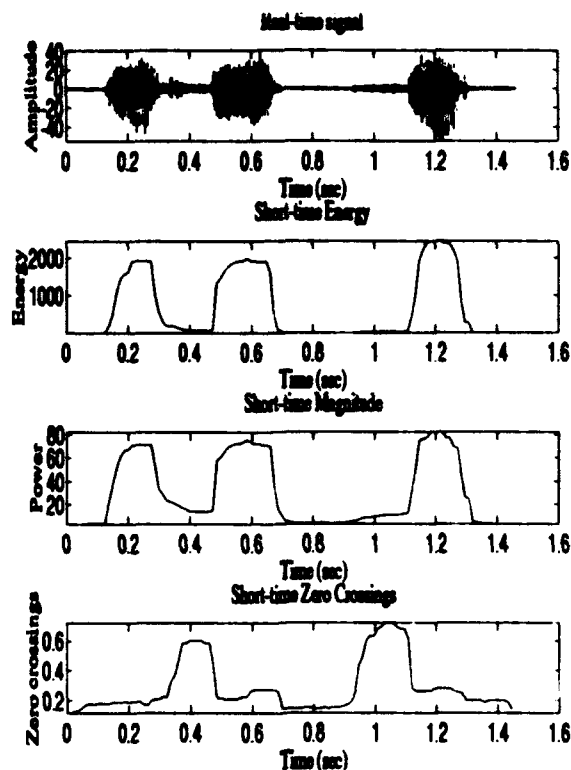 Real-time signal
Amplitude
40
20
0 0.2 0.4 0.6 0.8 1 1.2 1.4 1.6
Time (sec)
Short-time Energy
Energy
2000
1000
0 0.2 0.4 0.6 0.8 1 1.2 1.4 1.6
Time (sec)
Short-time Magnitude
Power
80
60
40
20
0 0.2 0.4 0.6 0.8 1 1.2 1.4 1.6
Time (sec)
Short-time Zero Crossings
Zero crossings
0.6
0.4
0.2
0 0.2 0.4 0.6 0.8 1 1.2 1.4 1.6
Time (sec)